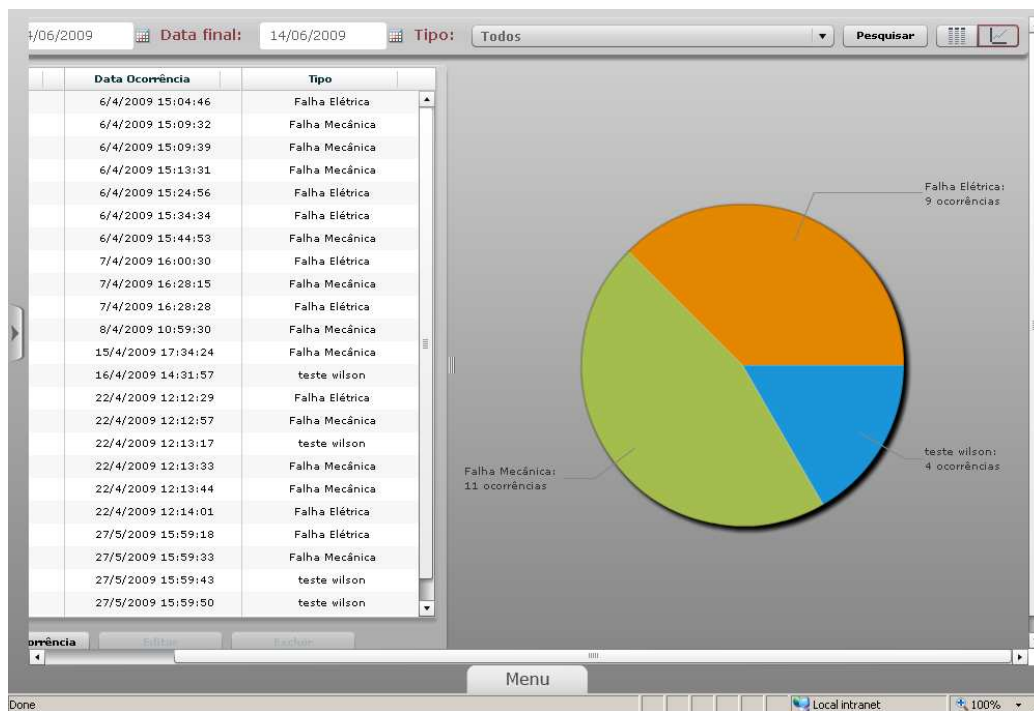 4/06/2009 Data final: 14/06/2009 Tipo: Todos Pesquisar
Data Ocorrência Tipo
6/4/2009 15:04:46 Falha Elétrica
6/4/2009 15:09:32 Falha Mecânica
6/4/2009 15:09:39 Falha Mecânica
6/4/2009 15:13:31 Falha Mecânica
6/4/2009 15:24:56 Falha Elétrica
6/4/2009 15:34:34 Falha Elétrica
6/4/2009 15:44:53 Falha Mecânica
7/4/2009 16:00:30 Falha Elétrica
7/4/2009 16:28:15 Falha Mecânica
7/4/2009 16:28:28 Falha Elétrica
8/4/2009 10:59:30 Falha Mecânica
15/4/2009 17:34:24 Falha Mecânica
16/4/2009 14:31:57 teste wilson
22/4/2009 12:12:29 Falha Elétrica
22/4/2009 12:12:57 Falha Mecânica
22/4/2009 12:13:17 teste wilson
22/4/2009 12:13:33 Falha Mecânica
22/4/2009 12:13:44 Falha Mecânica
22/4/2009 12:14:01 Falha Elétrica
27/5/2009 15:59:18 Falha Elétrica
27/5/2009 15:59:33 Falha Mecânica
27/5/2009 15:59:43 teste wilson
27/5/2009 15:59:50 teste wilson
orrência Editar Excluir
Falha Elétrica:
9 ocorrências
Falha Mecânica:
11 ocorrências
teste wilson:
4 ocorrências
Menu
Done Local intranet 100%